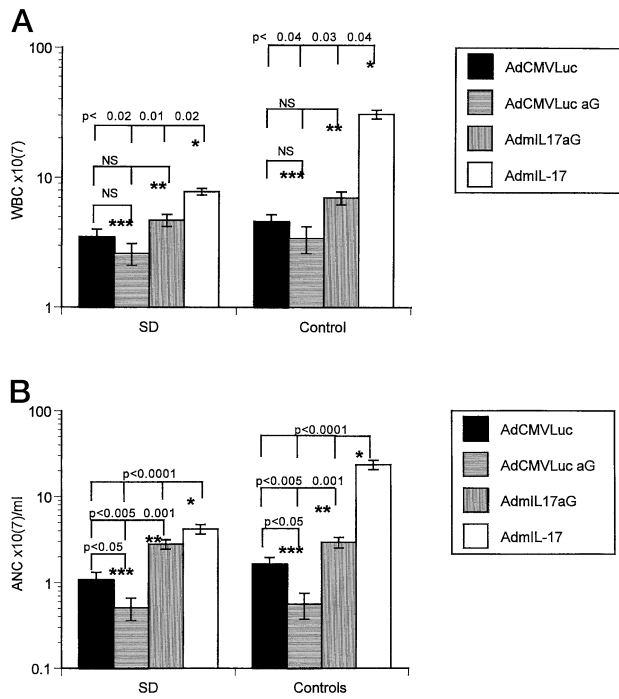 A
100
10
1
WBC x10(7)
p< 0.02 0.01 0.02
*
NS
**
NS
***
p< 0.04 0.03 0.04
*
NS
**
NS
***
SD Control
AdCMVLuc
AdCMVLuc aG
AdmIL17aG
AdmIL-17
B
100
10
1
0.1
ANC x10(7)/ml
p<0.0001
*
p<0.005 0.001
**
p<0.05
***
p<0.0001
*
p<0.005 0.001
**
p<0.05
***
SD Controls
AdCMVLuc
AdCMVLuc aG
AdmIL17aG
AdmIL-17